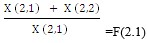 X (2,1) + X (2,2)
X (2,1)
=F(2.1)